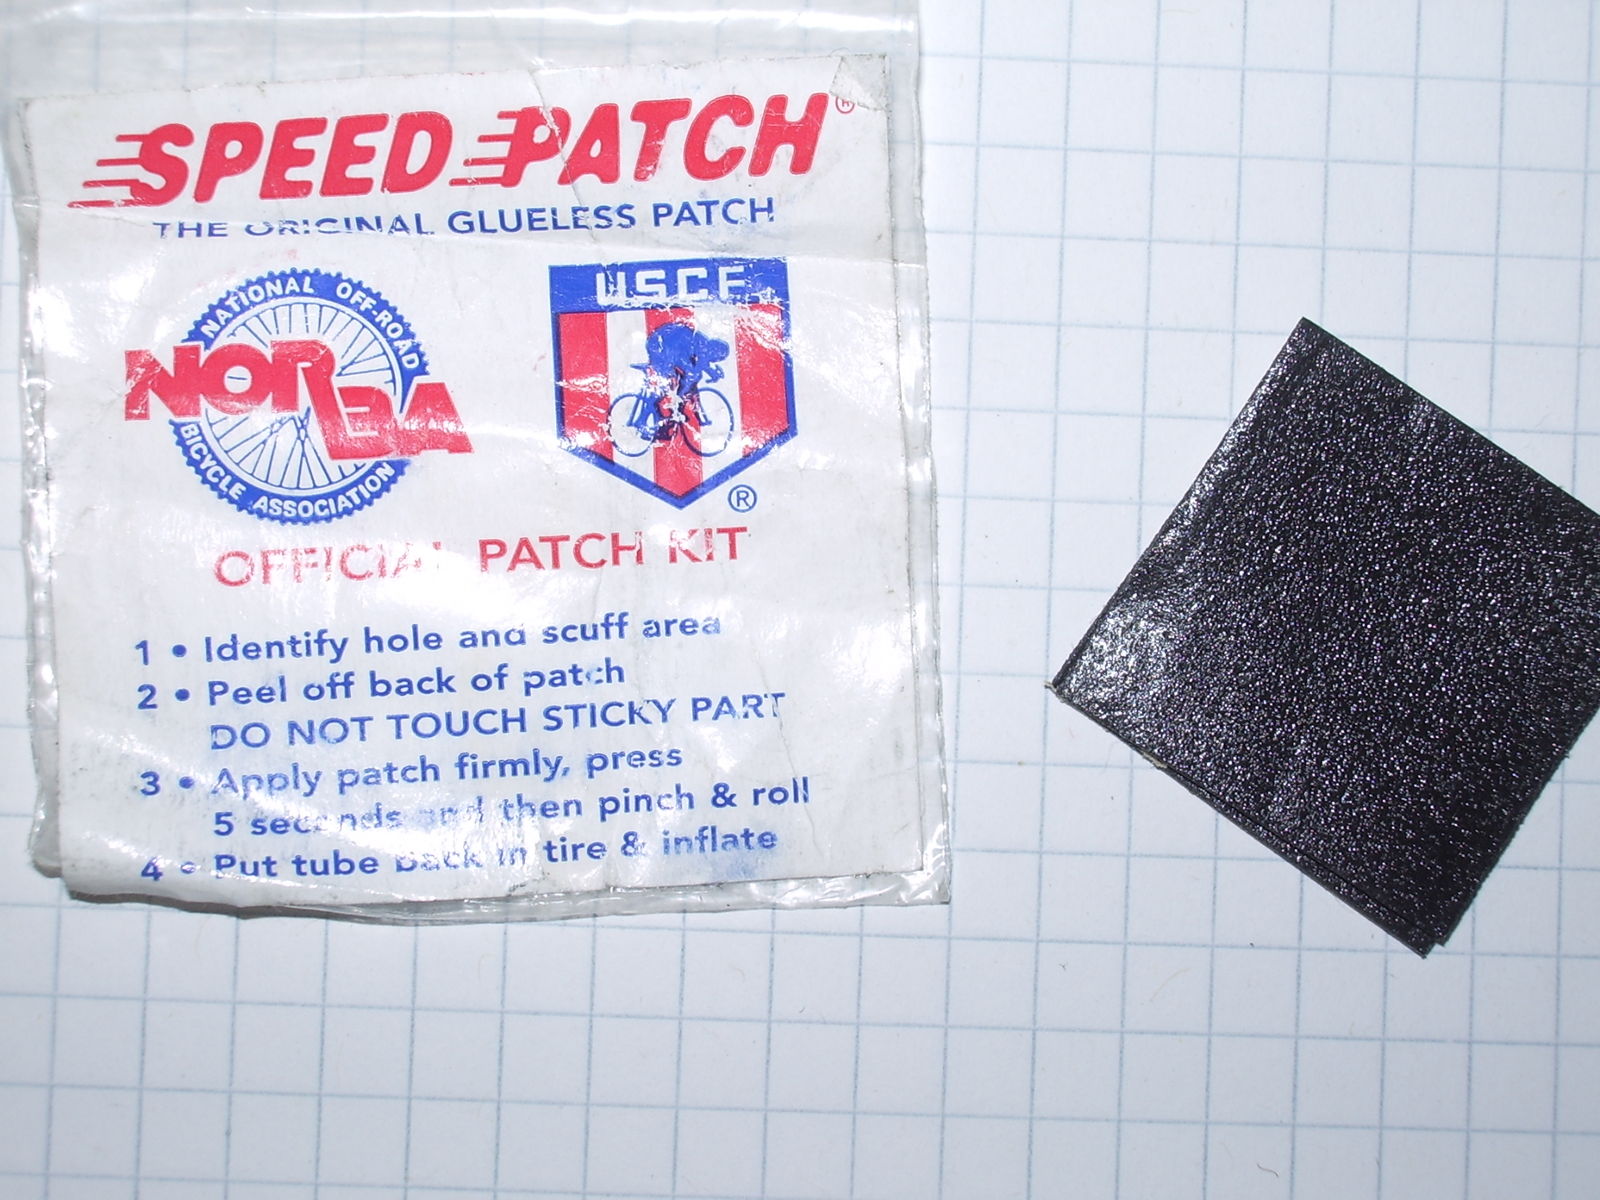 SPEED PATCH®
THE ORIGINAL GLUELESS PATCH
NATIONAL OFF-ROAD
NORBA
BICYCLE ASSOCIATION
U.S.C.F.
®
OFFICIAL PATCH KIT
1 • Identify hole and scuff area
2 • Peel off back of patch
DO NOT TOUCH STICKY PART
3 • Apply patch firmly, press
5 seconds and then pinch & roll
4 • Put tube back in tire & inflate